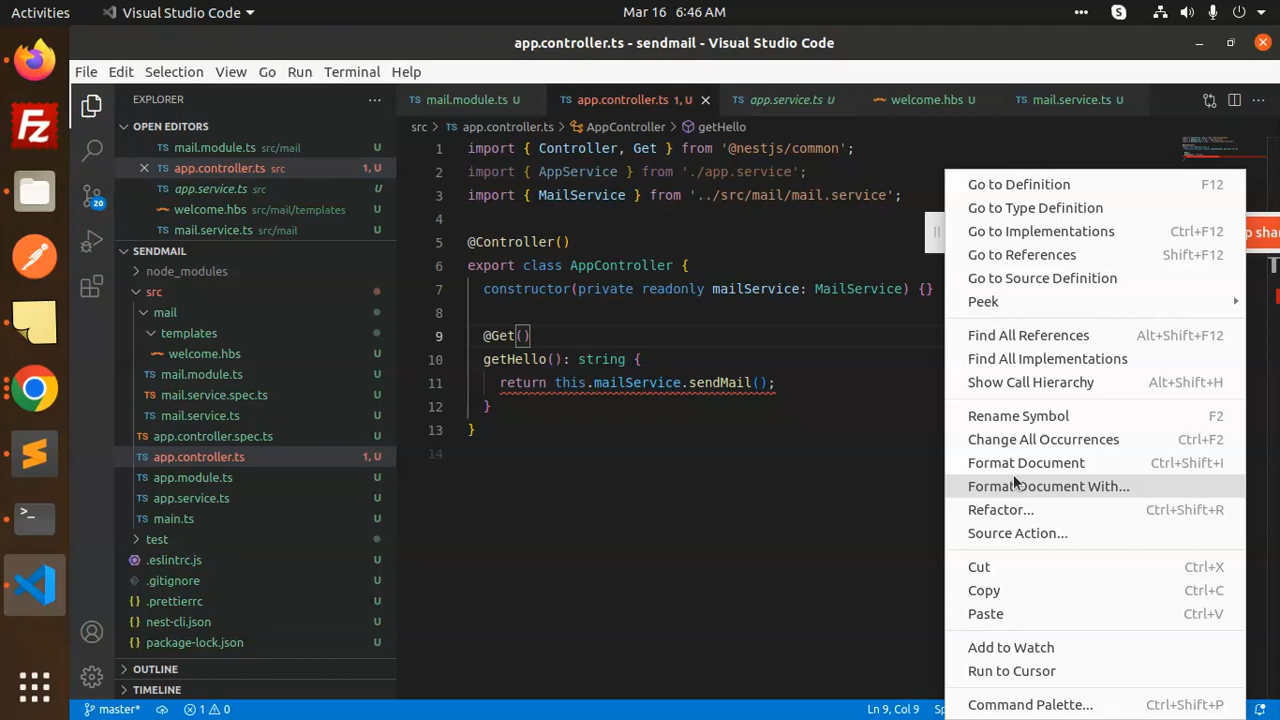 Activities
Visual Studio Code
Mar 16 6:46 AM
app.controller.ts - sendmail - Visual Studio Code
File Edit Selection View Go Run Terminal Help
EXPLORER
OPEN EDITORS
mail.module.ts src/mail U
app.controller.ts src 1, U
app.service.ts src U
welcome.hbs src/mail/templates U
mail.service.ts src/mail U
SENDMAIL
node_modules
src
mail
templates
welcome.hbs U
mail.module.ts U
mail.service.spec.ts U
mail.service.ts U
app.controller.spec.ts U
app.controller.ts 1, U
app.module.ts U
app.service.ts U
main.ts U
test
.eslintrc.js U
.gitignore U
.prettierrc U
nest-cli.json U
package-lock.json U
OUTLINE
TIMELINE
20
mail.module.ts U
app.controller.ts 1, U
app.service.ts U
welcome.hbs U
mail.service.ts U
src > app.controller.ts > AppController > getHello
1 import { Controller, Get } from '@nestjs/common';
2 import { AppService } from './app.service';
3 import { MailService } from '../src/mail/mail.service';
4
5 @Controller()
6 export class AppController {
7 constructor(private readonly mailService: MailService) {}
8
9 @Get()
10 getHello(): string {
11 return this.mailService.sendMail();
12 }
13 }
14
Go to Definition F12
Go to Type Definition
Go to Implementations Ctrl+F12
Go to References Shift+F12
Go to Source Definition
Peek
Find All References Alt+Shift+F12
Find All Implementations
Show Call Hierarchy Alt+Shift+H
Rename Symbol F2
Change All Occurrences Ctrl+F2
Format Document Ctrl+Shift+I
Format Document With...
Refactor... Ctrl+Shift+R
Source Action...
Cut Ctrl+X
Copy Ctrl+C
Paste Ctrl+V
Add to Watch
Run to Cursor
Command Palette... Ctrl+Shift+P
master* 1 0
Ln 9, Col 9